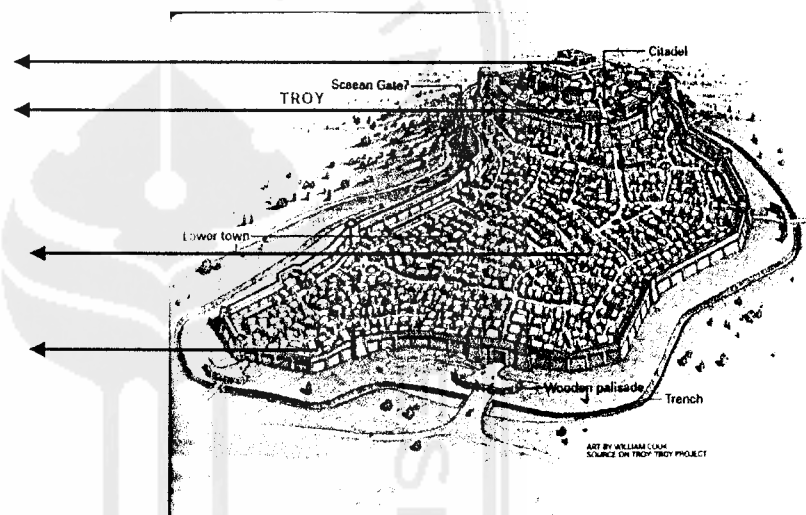 Citadel
Scaean Gate?
TROY
Lower town
Wooden palisade
Trench
ART BY WILLIAM COOK
SOURCE ON TROY TROY PROJECT